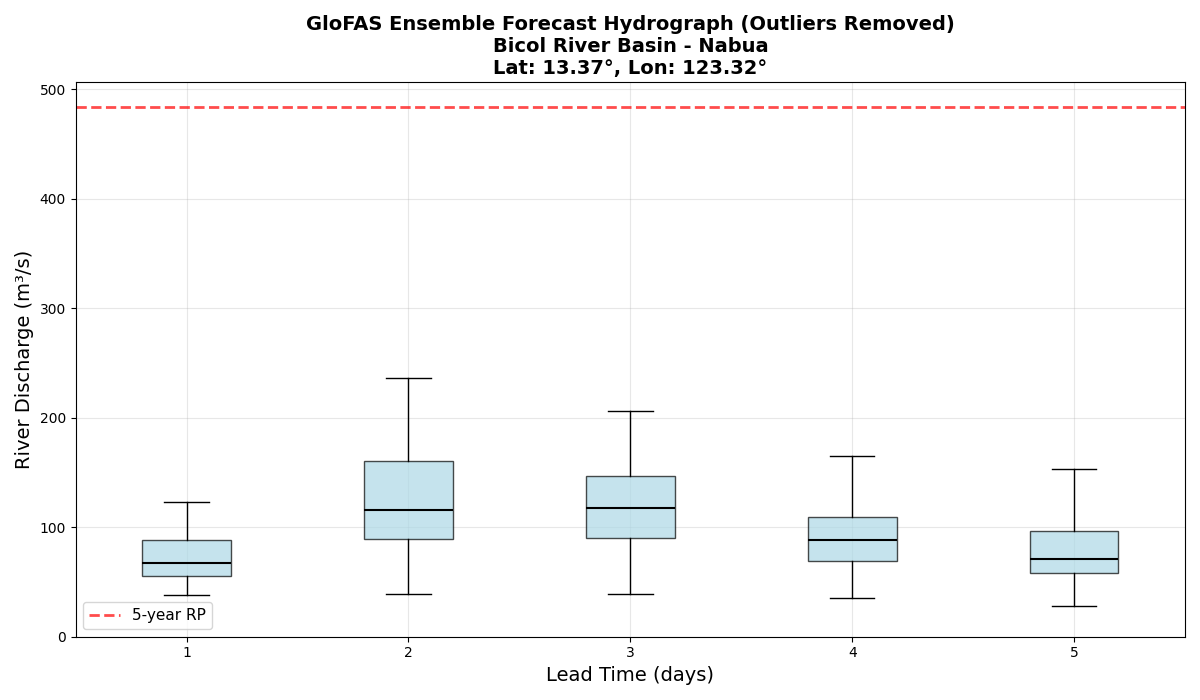 GloFAS Ensemble Forecast Hydrograph (Outliers Removed)
Bicol River Basin - Nabua
Lat: 13.37°, Lon: 123.32°
River Discharge (m³/s)
500
400
300
200
100
0
5-year RP
1
2
3
4
5
Lead Time (days)